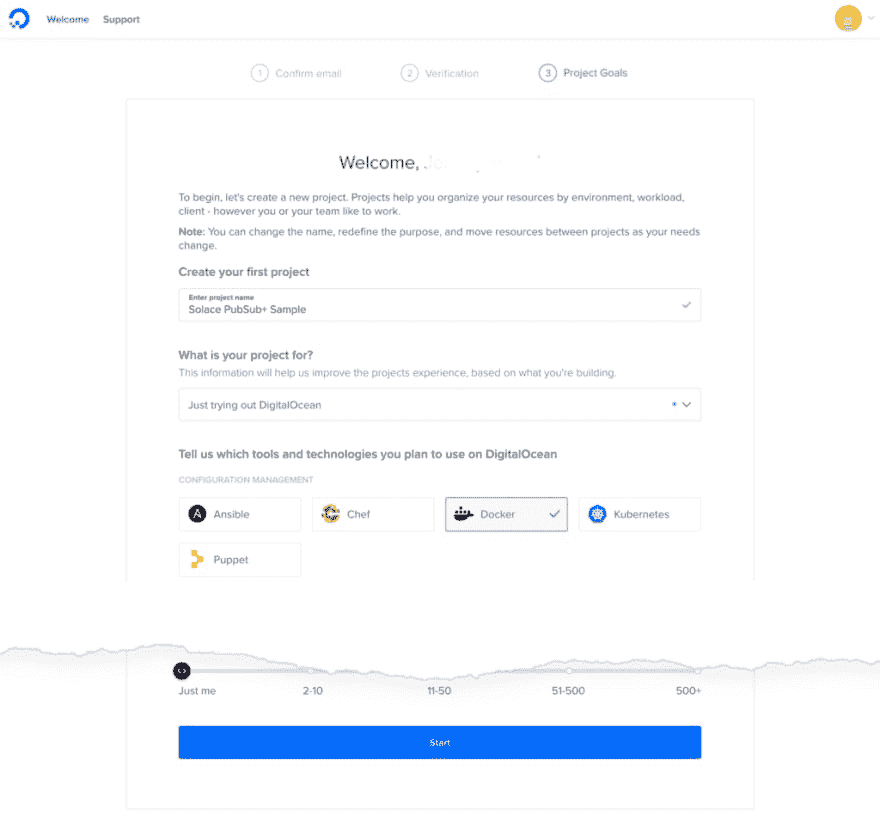 Welcome Support
1 Confirm email 2 Verification 3 Project Goals
Welcome,
To begin, let's create a new project. Projects help you organize your resources by environment, workload,
client - however you or your team like to work.
Note: You can change the name, redefine the purpose, and move resources between projects as your needs
change.
Create your first project
Enter project name
Solace PubSub+ Sample
What is your project for?
This information will help us improve the projects experience, based on what you're building.
Just trying out DigitalOcean
Tell us which tools and technologies you plan to use on DigitalOcean
CONFIGURATION MANAGEMENT
Ansible Chef Docker Kubernetes
Puppet
Just me 2-10 11-50 51-500 500+
Start